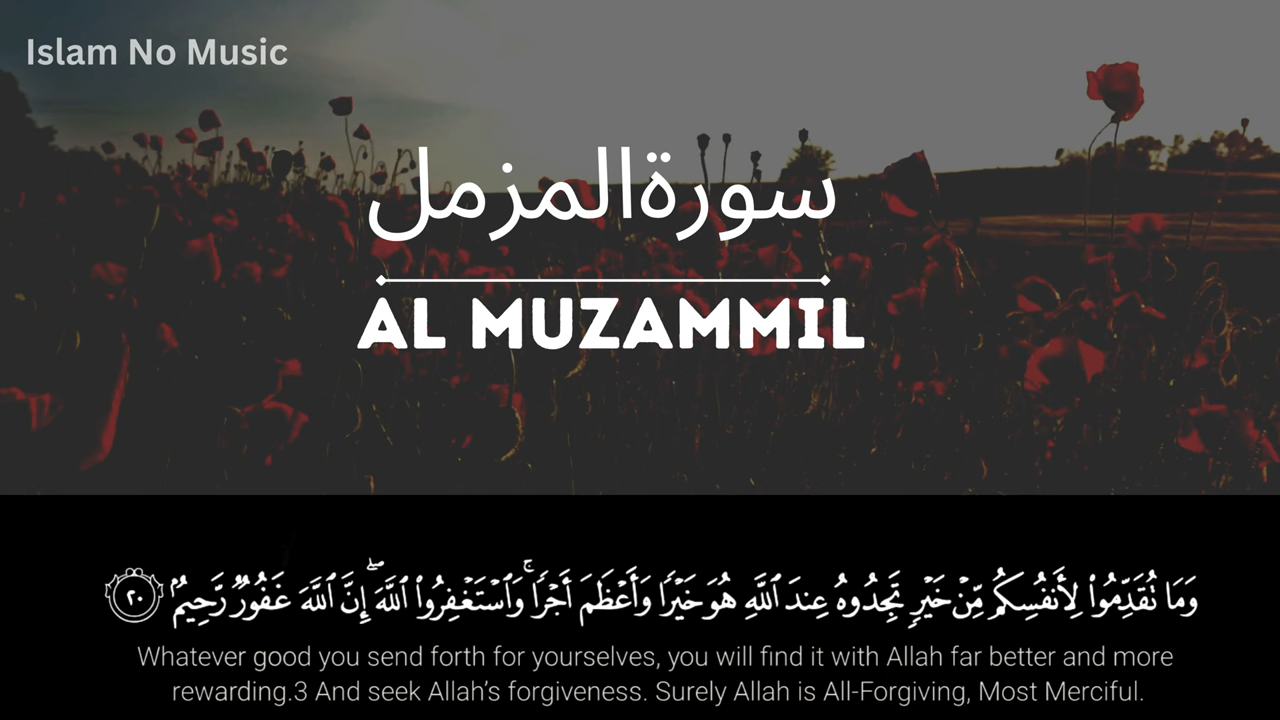 Islam No Music
سورةالمزمل
AL MUZAMMIL
وَمَا تُقَدِّمُوا۟ لِأَنفُسِكُم مِّنْ خَيْرٍ تَجِدُوهُ عِندَ ٱللَّهِ هُوَ خَيْرًا وَأَعْظَمَ أَجْرًا ۚ وَٱسْتَغْفِرُوا۟ ٱللَّهَ ۖ إِنَّ ٱللَّهَ غَفُورٌ رَّحِيمٌۢ ٢٠
Whatever good you send forth for yourselves, you will find it with Allah far better and more
rewarding.3 And seek Allah’s forgiveness. Surely Allah is All-Forgiving, Most Merciful.